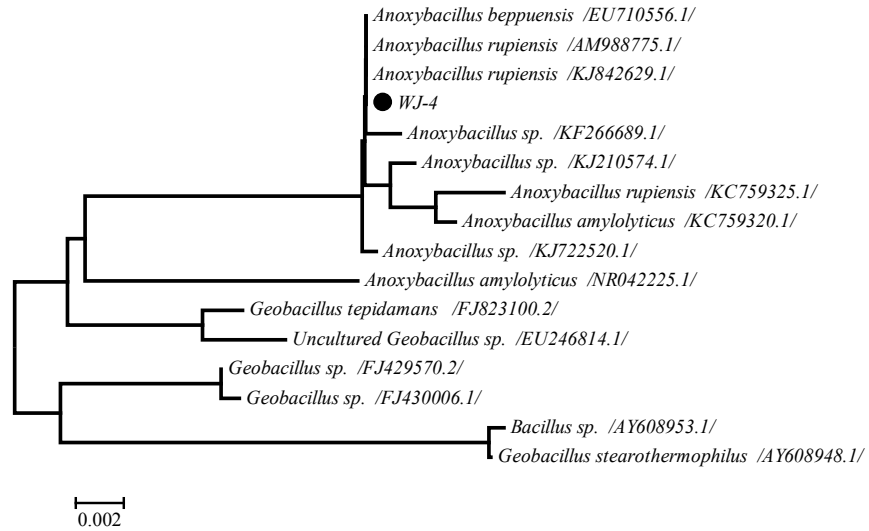 Anoxybacillus beppuensis /EU710556.1/
Anoxybacillus rupiensis /AM988775.1/
Anoxybacillus rupiensis /KJ842629.1/
WJ-4
Anoxybacillus sp. /KF266689.1/
Anoxybacillus sp. /KJ210574.1/
Anoxybacillus rupiensis /KC759325.1/
Anoxybacillus amylolyticus /KC759320.1/
Anoxybacillus sp. /KJ722520.1/
Anoxybacillus amylolyticus /NR042225.1/
Geobacillus tepidamans /FJ823100.2/
Uncultured Geobacillus sp. /EU246814.1/
Geobacillus sp. /FJ429570.2/
Geobacillus sp. /FJ430006.1/
Bacillus sp. /AY608953.1/
Geobacillus stearothermophilus /AY608948.1/
0.002